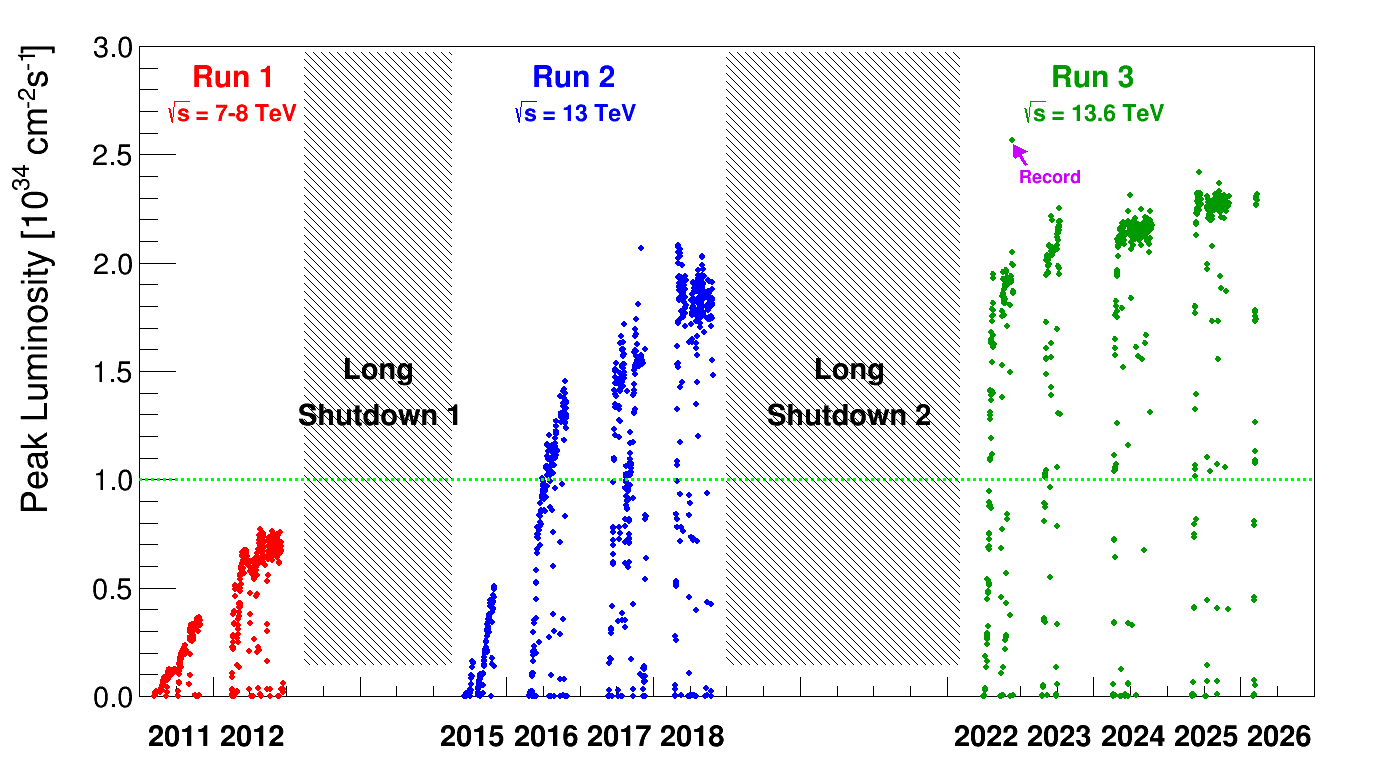 Peak Luminosity [10³⁴ cm⁻²s⁻¹]
3.0
2.5
2.0
1.5
1.0
0.5
0.0
Run 1
√s = 7-8 TeV
Run 2
√s = 13 TeV
Run 3
√s = 13.6 TeV
Record
Long
Shutdown 1
Long
Shutdown 2
2011 2012 2015 2016 2017 2018 2022 2023 2024 2025 2026